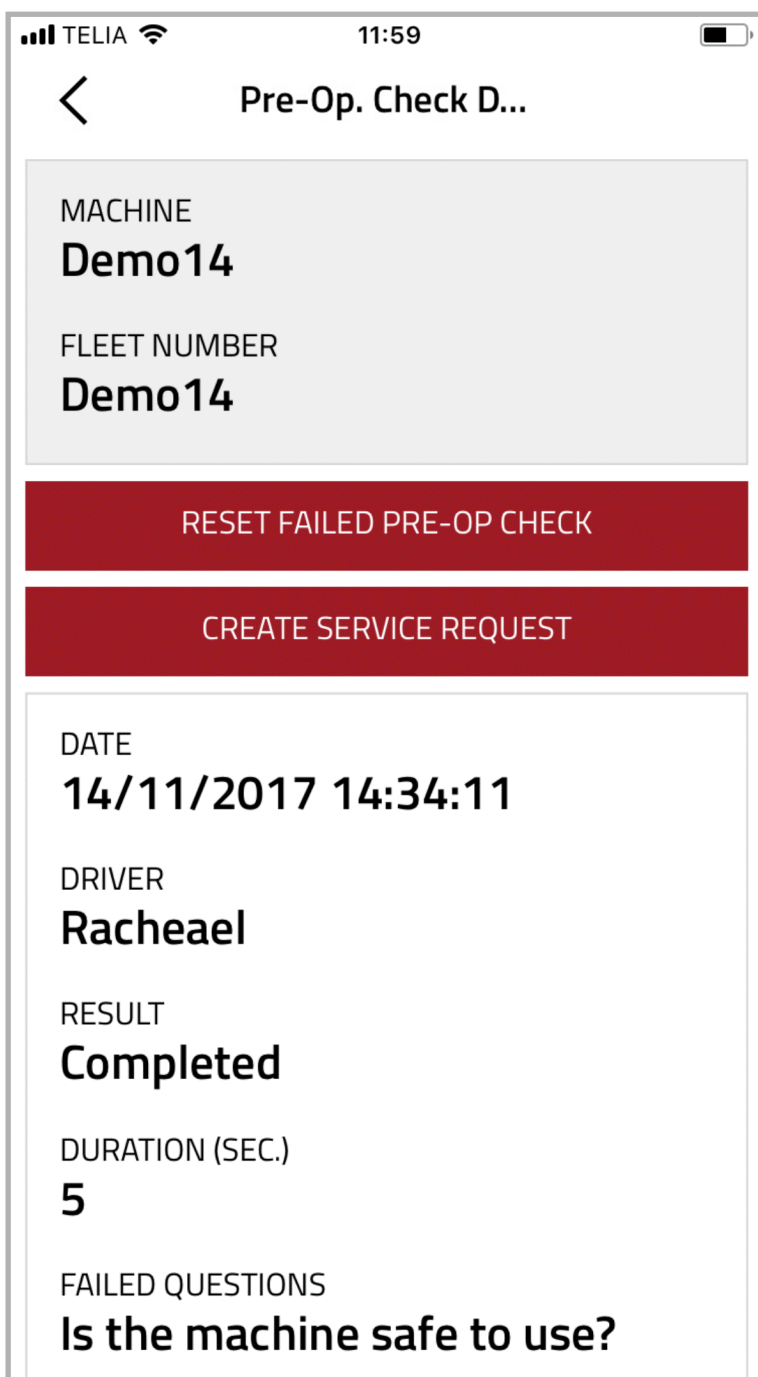 TELIA 11:59
Pre-Op. Check D...
MACHINE
Demo14
FLEET NUMBER
Demo14
RESET FAILED PRE-OP CHECK
CREATE SERVICE REQUEST
DATE
14/11/2017 14:34:11
DRIVER
Racheael
RESULT
Completed
DURATION (SEC.)
5
FAILED QUESTIONS
Is the machine safe to use?